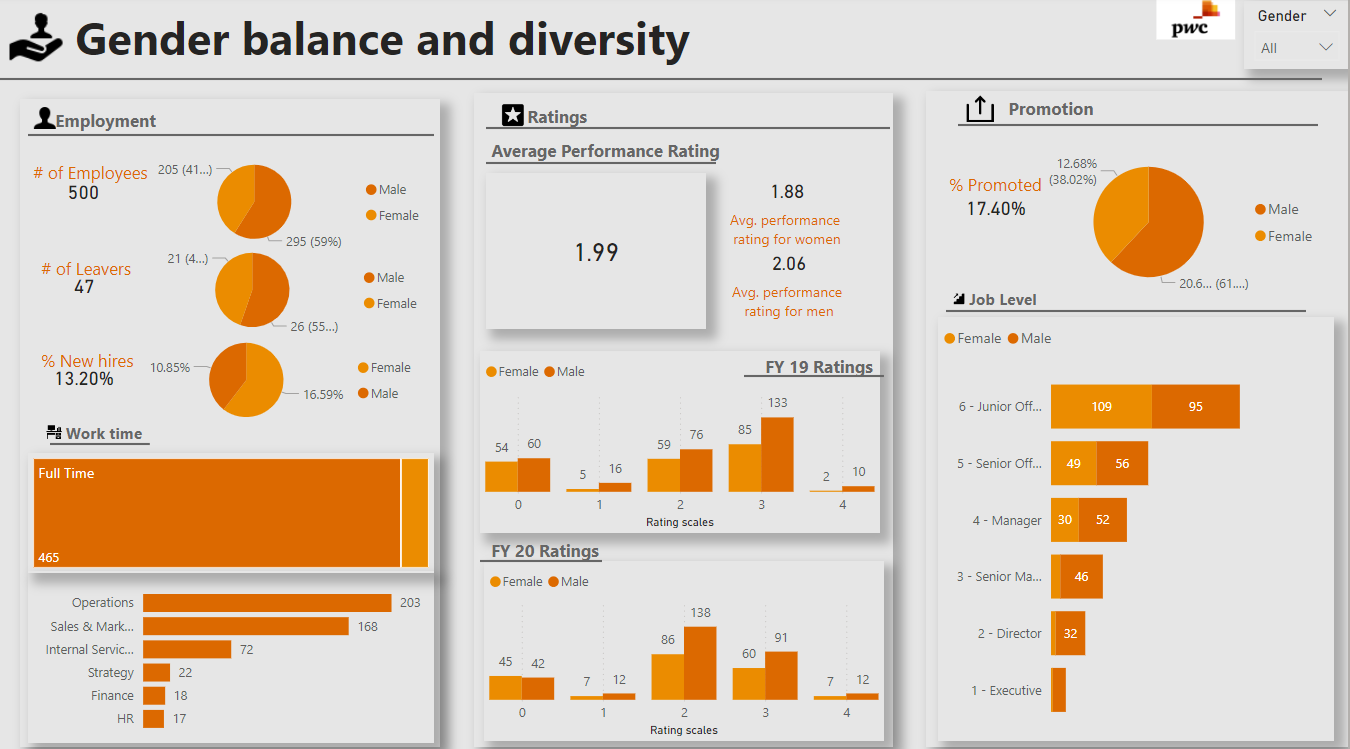 Gender balance and diversity
pwc
Gender
All
Employment
# of Employees
500
205 (41...)
295 (59%)
Male
Female
# of Leavers
47
21 (4...)
26 (55...)
Male
Female
% New hires
13.20%
10.85%
16.59%
Female
Male
Work time
Full Time
465
Operations 203
Sales & Mark... 168
Internal Servic... 72
Strategy 22
Finance 18
HR 17
Ratings
Average Performance Rating
1.99
1.88
Avg. performance
rating for women
2.06
Avg. performance
rating for men
Female Male
FY 19 Ratings
54 60 5 16 59 76 85 133 2 10
0 1 2 3 4
Rating scales
FY 20 Ratings
Female Male
45 42 7 12 86 138 60 91 7 12
0 1 2 3 4
Rating scales
Promotion
% Promoted
17.40%
12.68%
(38.02%)
20.6... (61....)
Male
Female
Job Level
Female Male
6 - Junior Off... 109 95
5 - Senior Off... 49 56
4 - Manager 30 52
3 - Senior Ma... 46
2 - Director 32
1 - Executive